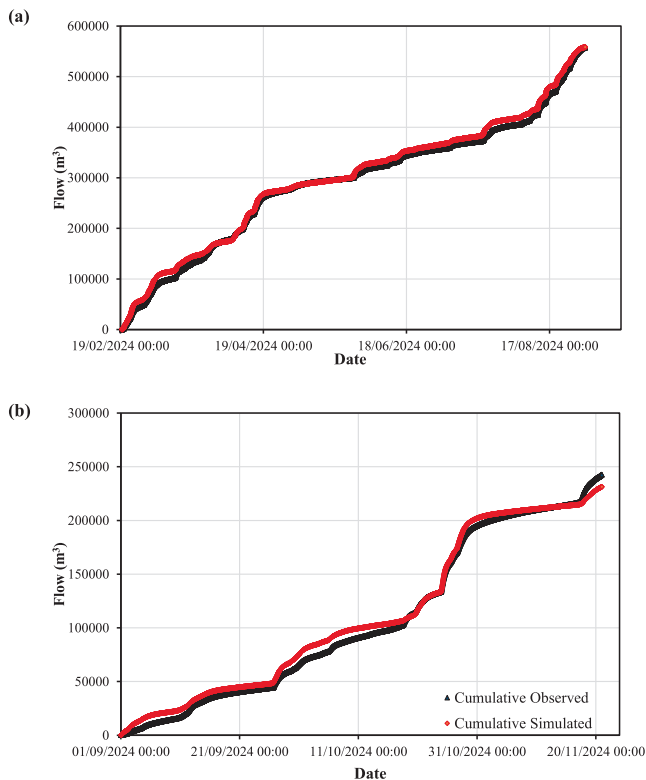 (a)
600000
500000
400000
300000
200000
100000
0
Flow (m³)
19/02/2024 00:00 19/04/2024 00:00 18/06/2024 00:00 17/08/2024 00:00
Date
(b)
300000
250000
200000
150000
100000
50000
0
Flow (m³)
Cumulative Observed
Cumulative Simulated
01/09/2024 00:00 21/09/2024 00:00 11/10/2024 00:00 31/10/2024 00:00 20/11/2024 00:00
Date